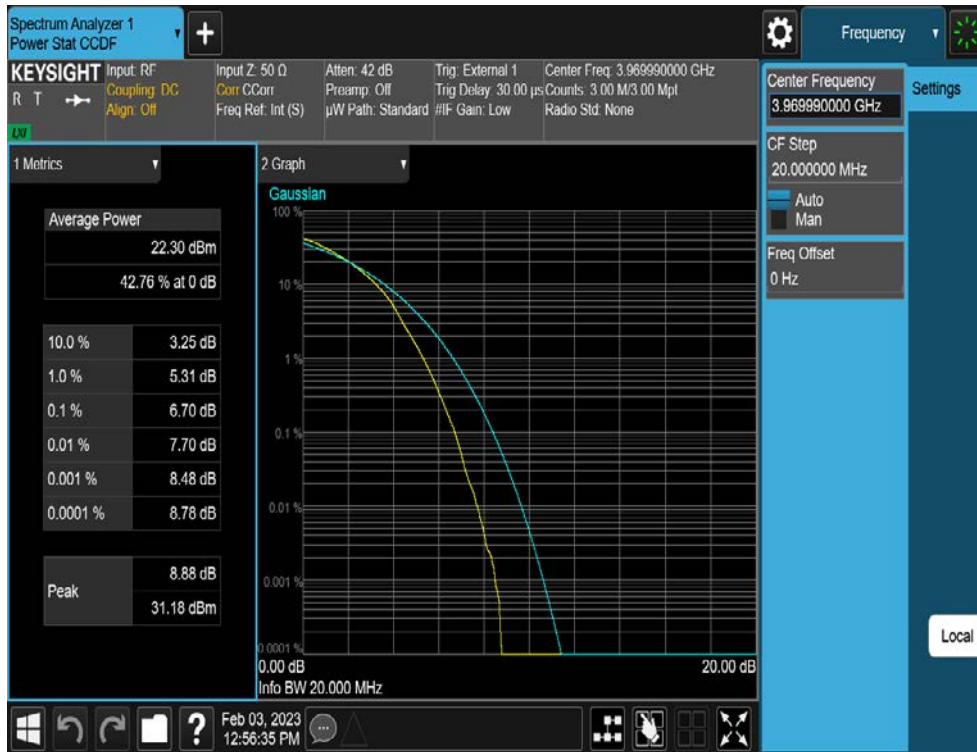 Spectrum Analyzer 1
Power Stat CCDF
Frequency
KEYSIGHT
R T
LXI
Input: RF
Coupling: DC
Align: Off
Input Z: 50 Ω
Corr CCorr
Freq Ref: Int (S)
Atten: 42 dB
Preamp: Off
µW Path: Standard
Trig: External 1
Trig Delay: 30.00 µs
#IF Gain: Low
Center Freq: 3.969990000 GHz
Counts: 3.00 M/3.00 Mpt
Radio Std: None
Center Frequency
3.969990000 GHz
Settings
CF Step
20.000000 MHz
Auto
Man
Freq Offset
0 Hz
Local
1 Metrics
Average Power
22.30 dBm
42.76 % at 0 dB
10.0 % 3.25 dB
1.0 % 5.31 dB
0.1 % 6.70 dB
0.01 % 7.70 dB
0.001 % 8.48 dB
0.0001 % 8.78 dB
Peak
8.88 dB
31.18 dBm
2 Graph
Gaussian
100 %
10 %
1 %
0.1 %
0.01 %
0.001 %
0.0001 %
0.00 dB
20.00 dB
Info BW 20.000 MHz
?
Feb 03, 2023
12:56:35 PM